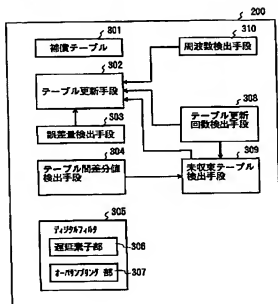 200
301
補償テーブル
310
周波数検出手段
302
テーブル更新手段
308
テーブル更新
回数検出手段
303
誤差量検出手段
304
テーブル間差分値
検出手段
309
未収束テーブル
検出手段
305
ディジタルフィルタ
遅延素子部
306
オーバサンプリング 部
307